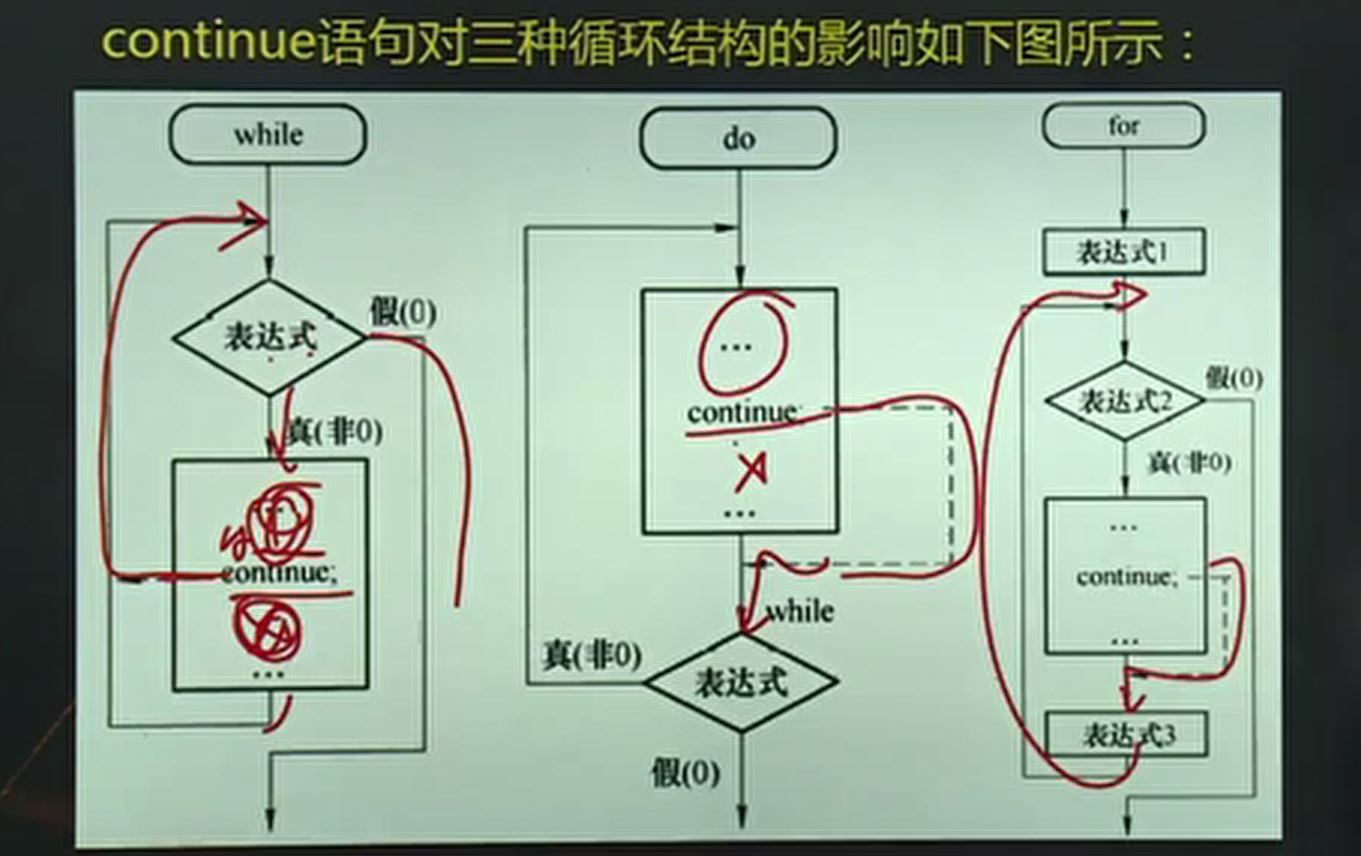 continue语句对三种循环结构的影响如下图所示：
while
表达式
假(0)
真(非0)
continue;
...
do
...
continue;
...
while
真(非0)
表达式
假(0)
for
表达式1
表达式2
假(0)
真(非0)
...
continue;
...
表达式3